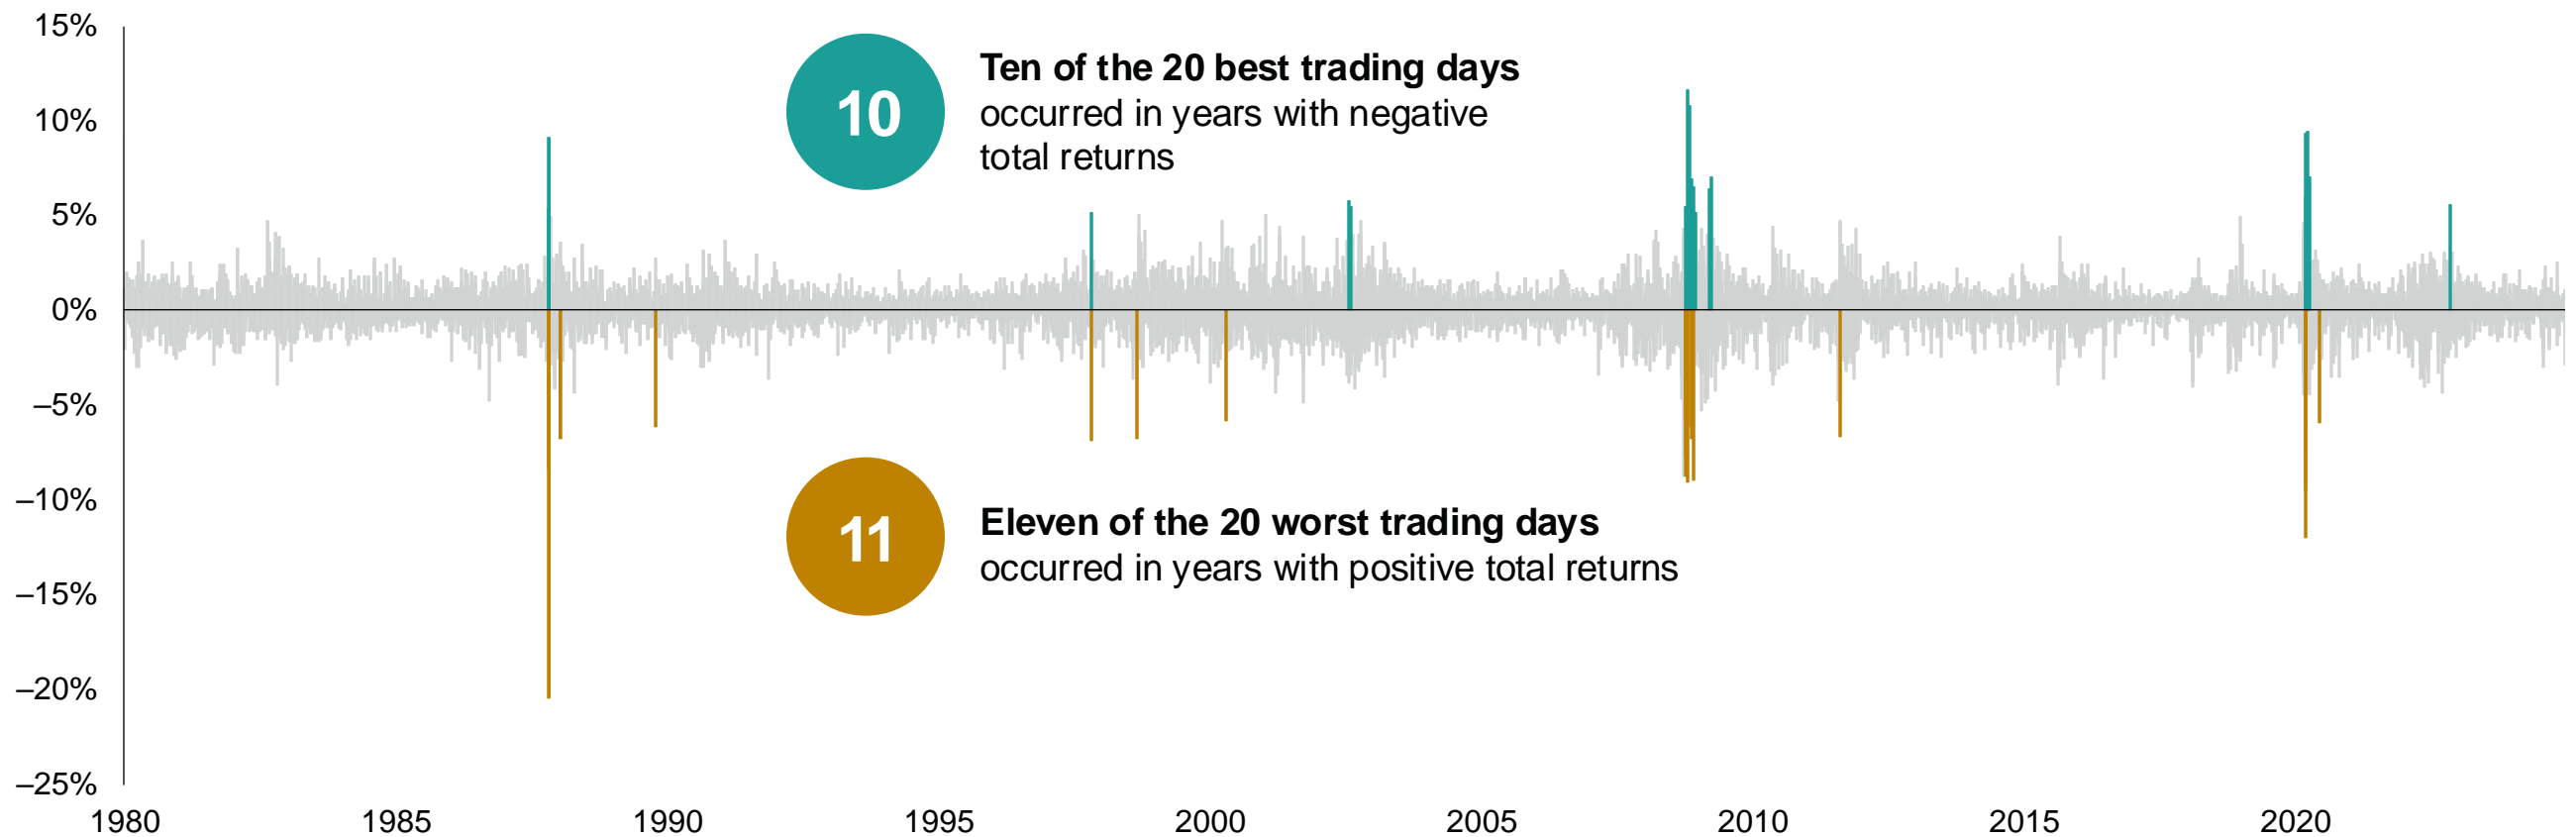 15%
10%
5%
0%
–5%
–10%
–15%
–20%
–25%
10
Ten of the 20 best trading days
occurred in years with negative
total returns
11
Eleven of the 20 worst trading days
occurred in years with positive total returns
1980 1985 1990 1995 2000 2005 2010 2015 2020